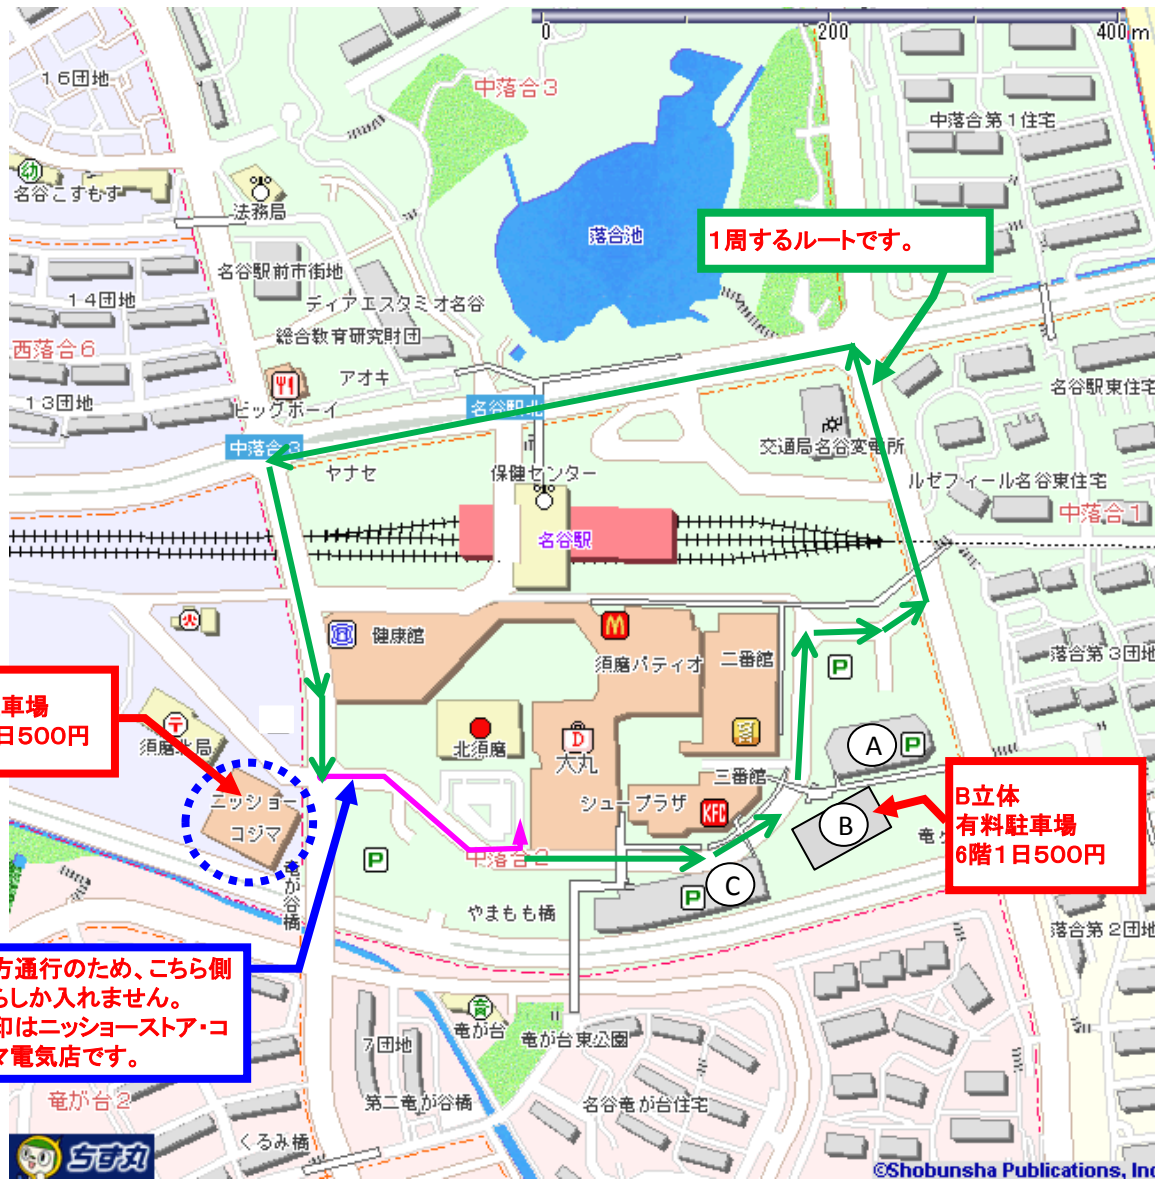 0
200
400 m
16団地
中落合3
中落合第1住宅
幼
名谷こすもす
法務局
落合池
1周するルートです。
名谷駅前市街地
14団地
ディアエスタミオ名谷
総合教育研究財団
西落合6
アオキ
名谷駅東住宅
13団地
ビッグボーイ
名谷駅北
中落合3
交通局名谷変電所
ヤナセ
保健センター
ルゼフィール名谷東住宅
中落合1
名谷駅
火
健康館
M
須磨パティオ
二番館
P
落合第3団地
車場
日500円
〒
須磨北局
北須磨
D
大丸
A
P
三番館
ニッショー
コジマ
シュープラザ
KFC
B
B立体
有料駐車場
6階1日500円
竜ヶ
P
中落合2
P
C
竜が谷橋
やまもも橋
落合第2団地
方通行のため、こちら側
らしか入れません。
印はニッショーストア・コ
マ電気店です。
育
竜が台
竜が台東公園
7団地
竜が台2
第二竜が谷橋
名谷竜が台住宅
くるみ橋
ちず丸
©Shobunsha Publications, Inc